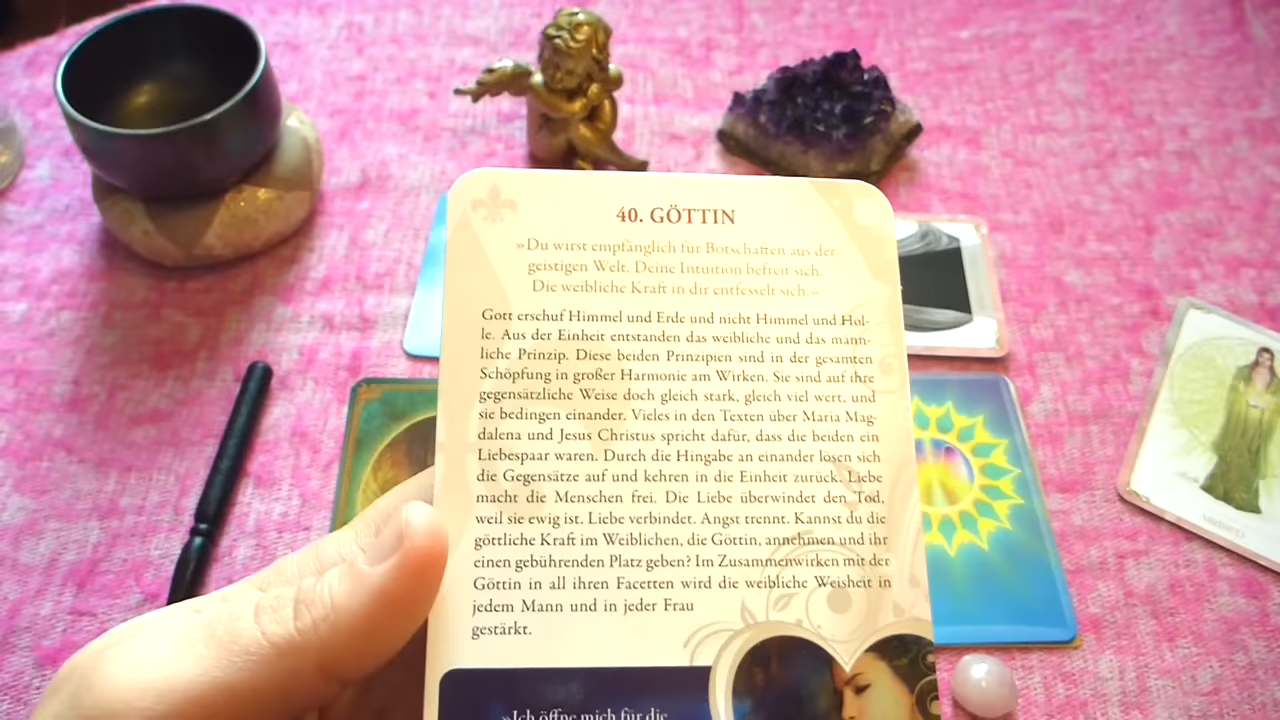 40. GÖTTIN
»Du wirst empfänglich für Botschaften aus der
geistigen Welt. Deine Intuition befreit sich.
Die weibliche Kraft in dir entfesselt sich.«
Gott erschuf Himmel und Erde und nicht Himmel und Höl-
le. Aus der Einheit entstanden das weibliche und das männ-
liche Prinzip. Diese beiden Prinzipien sind in der gesamten
Schöpfung in großer Harmonie am Wirken. Sie sind auf ihre
gegensätzliche Weise doch gleich stark, gleich viel wert, und
sie bedingen einander. Vieles in den Texten über Maria Mag-
dalena und Jesus Christus spricht dafür, dass die beiden ein
Liebespaar waren. Durch die Hingabe an einander lösen sich
die Gegensätze auf und kehren in die Einheit zurück. Liebe
macht die Menschen frei. Die Liebe überwindet den Tod,
weil sie ewig ist. Liebe verbindet. Angst trennt. Kannst du die
göttliche Kraft im Weiblichen, die Göttin, annehmen und ihr
einen gebührenden Platz geben? Im Zusammenwirken mit der
Göttin in all ihren Facetten wird die weibliche Weisheit in
jedem Mann und in jeder Frau
gestärkt.
»Ich öffne mich für die